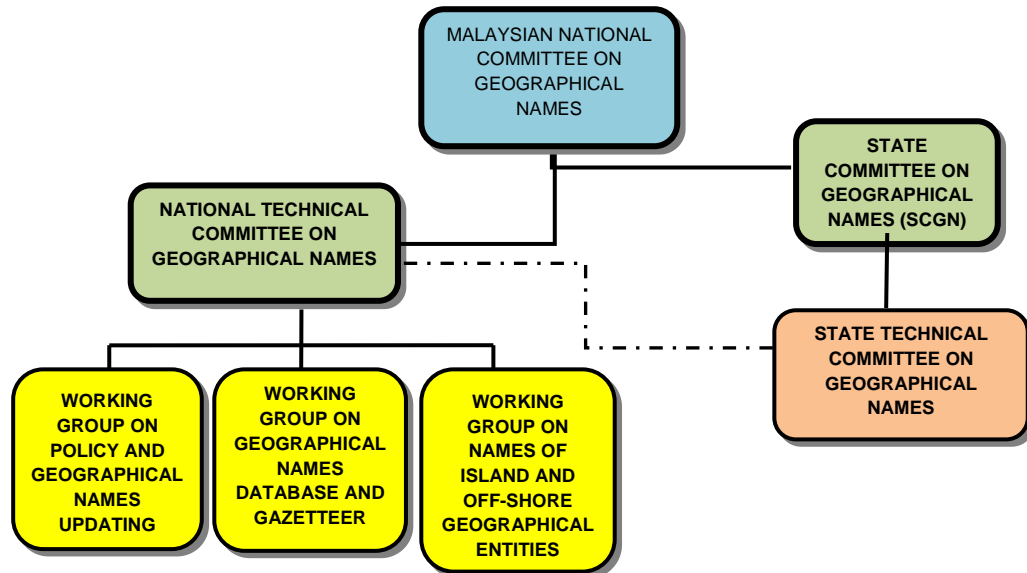 MALAYSIAN NATIONAL
COMMITTEE ON
GEOGRAPHICAL
NAMES
STATE
COMMITTEE ON
GEOGRAPHICAL
NAMES (SCGN)
NATIONAL TECHNICAL
COMMITTEE ON
GEOGRAPHICAL NAMES
STATE TECHNICAL
COMMITTEE ON
GEOGRAPHICAL
NAMES
WORKING
GROUP ON
POLICY AND
GEOGRAPHICAL
NAMES
UPDATING
WORKING
GROUP ON
GEOGRAPHICAL
NAMES
DATABASE AND
GAZETTEER
WORKING
GROUP ON
NAMES OF
ISLAND AND
OFF-SHORE
GEOGRAPHICAL
ENTITIES